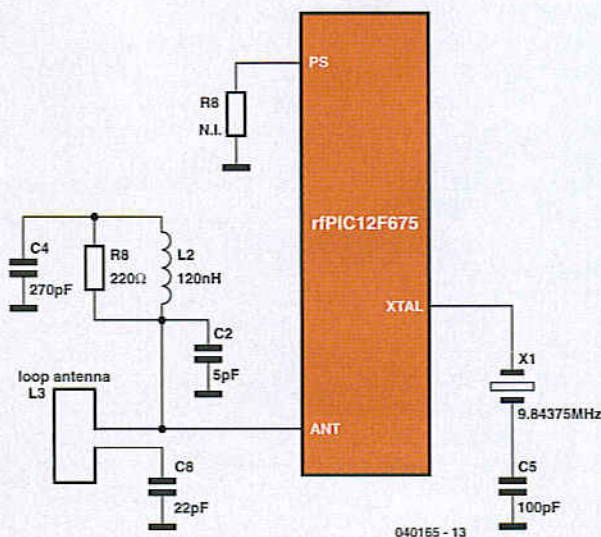 PS
R8
N.I.
rfPIC12F675
C4
270pF
R8
220Ω
L2
120nH
XTAL
C2
5pF
X1
9.84375MHz
loop antenna
L3
ANT
C8
22pF
C5
100pF
040165 - 13